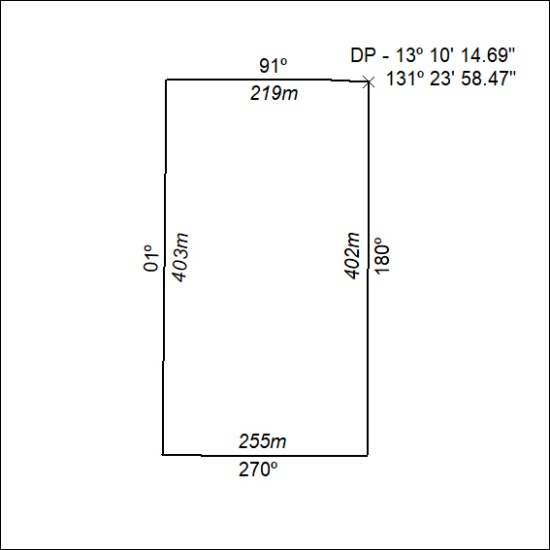 DP - 13º 10' 14.69"
131º 23' 58.47"
91º
219m
01º
403m
402m
180º
255m
270º